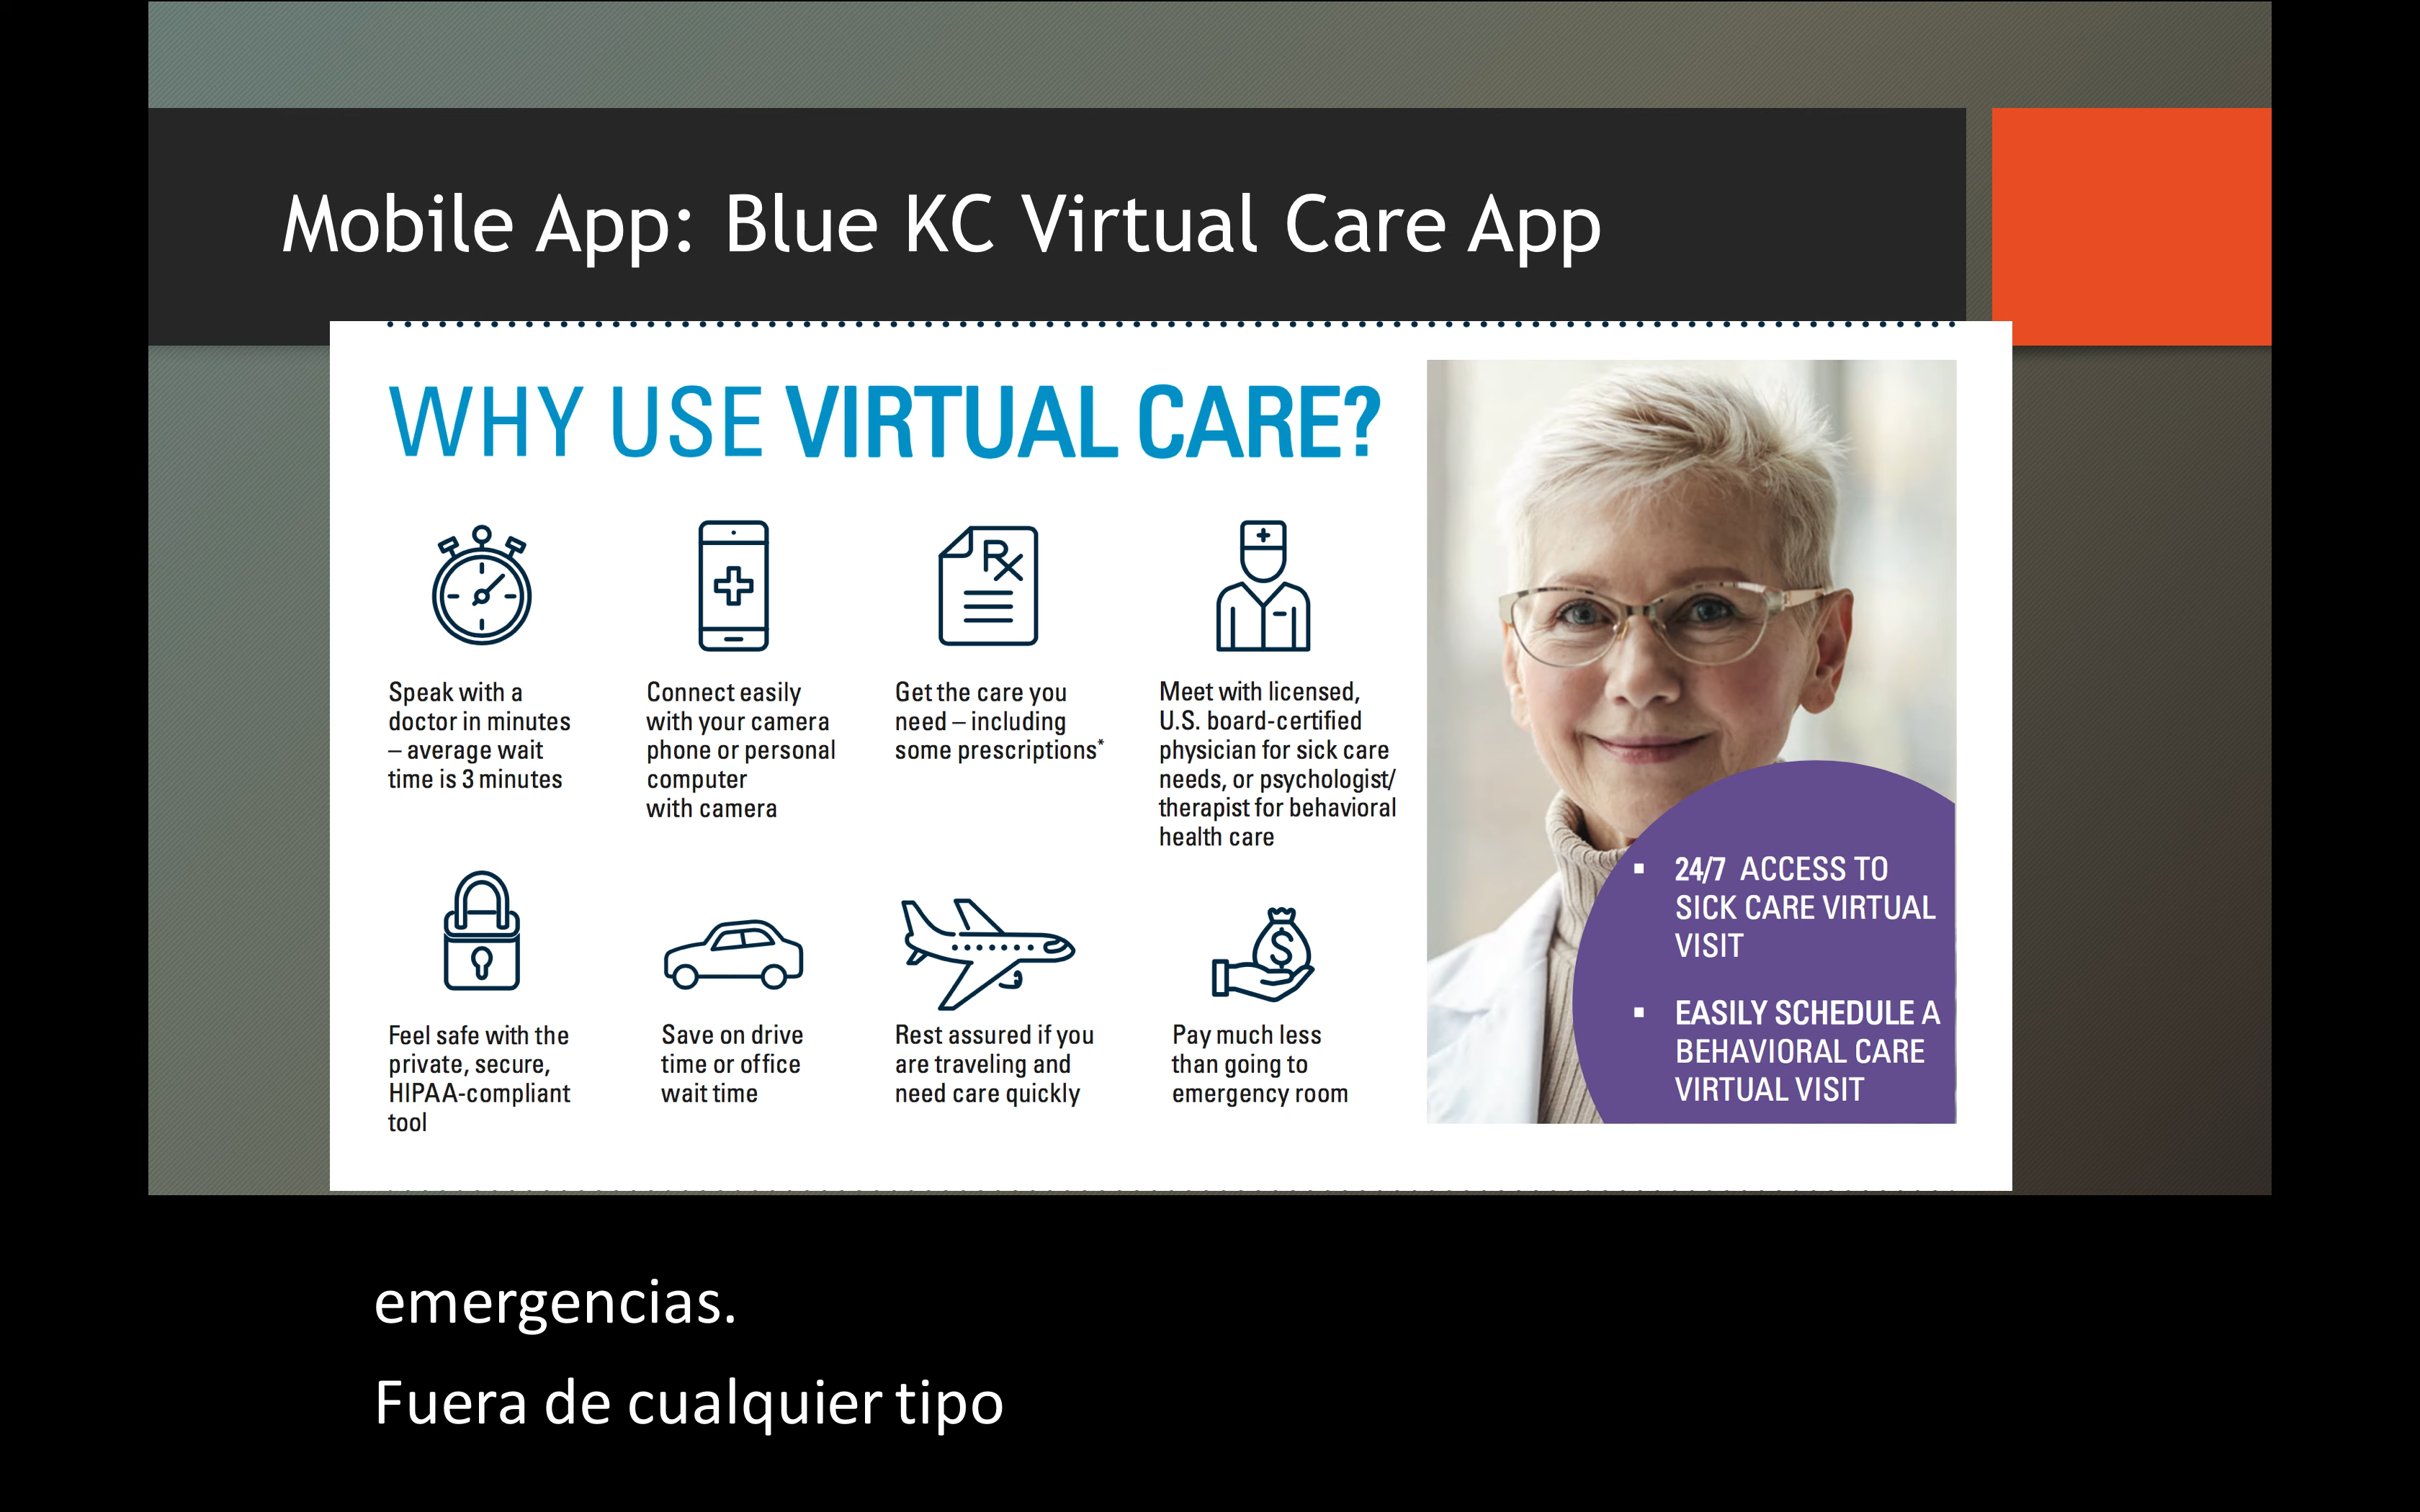 Mobile App: Blue KC Virtual Care App
WHY USE VIRTUAL CARE?
Rx
Speak with a
doctor in minutes
– average wait
time is 3 minutes
Connect easily
with your camera
phone or personal
computer
with camera
Get the care you
need – including
some prescriptions*
Meet with licensed,
U.S. board-certified
physician for sick care
needs, or psychologist/
therapist for behavioral
health care
$
Feel safe with the
private, secure,
HIPAA-compliant
tool
Save on drive
time or office
wait time
Rest assured if you
are traveling and
need care quickly
Pay much less
than going to
emergency room
▪ 24/7 ACCESS TO
SICK CARE VIRTUAL
VISIT
▪ EASILY SCHEDULE A
BEHAVIORAL CARE
VIRTUAL VISIT
emergencias.
Fuera de cualquier tipo